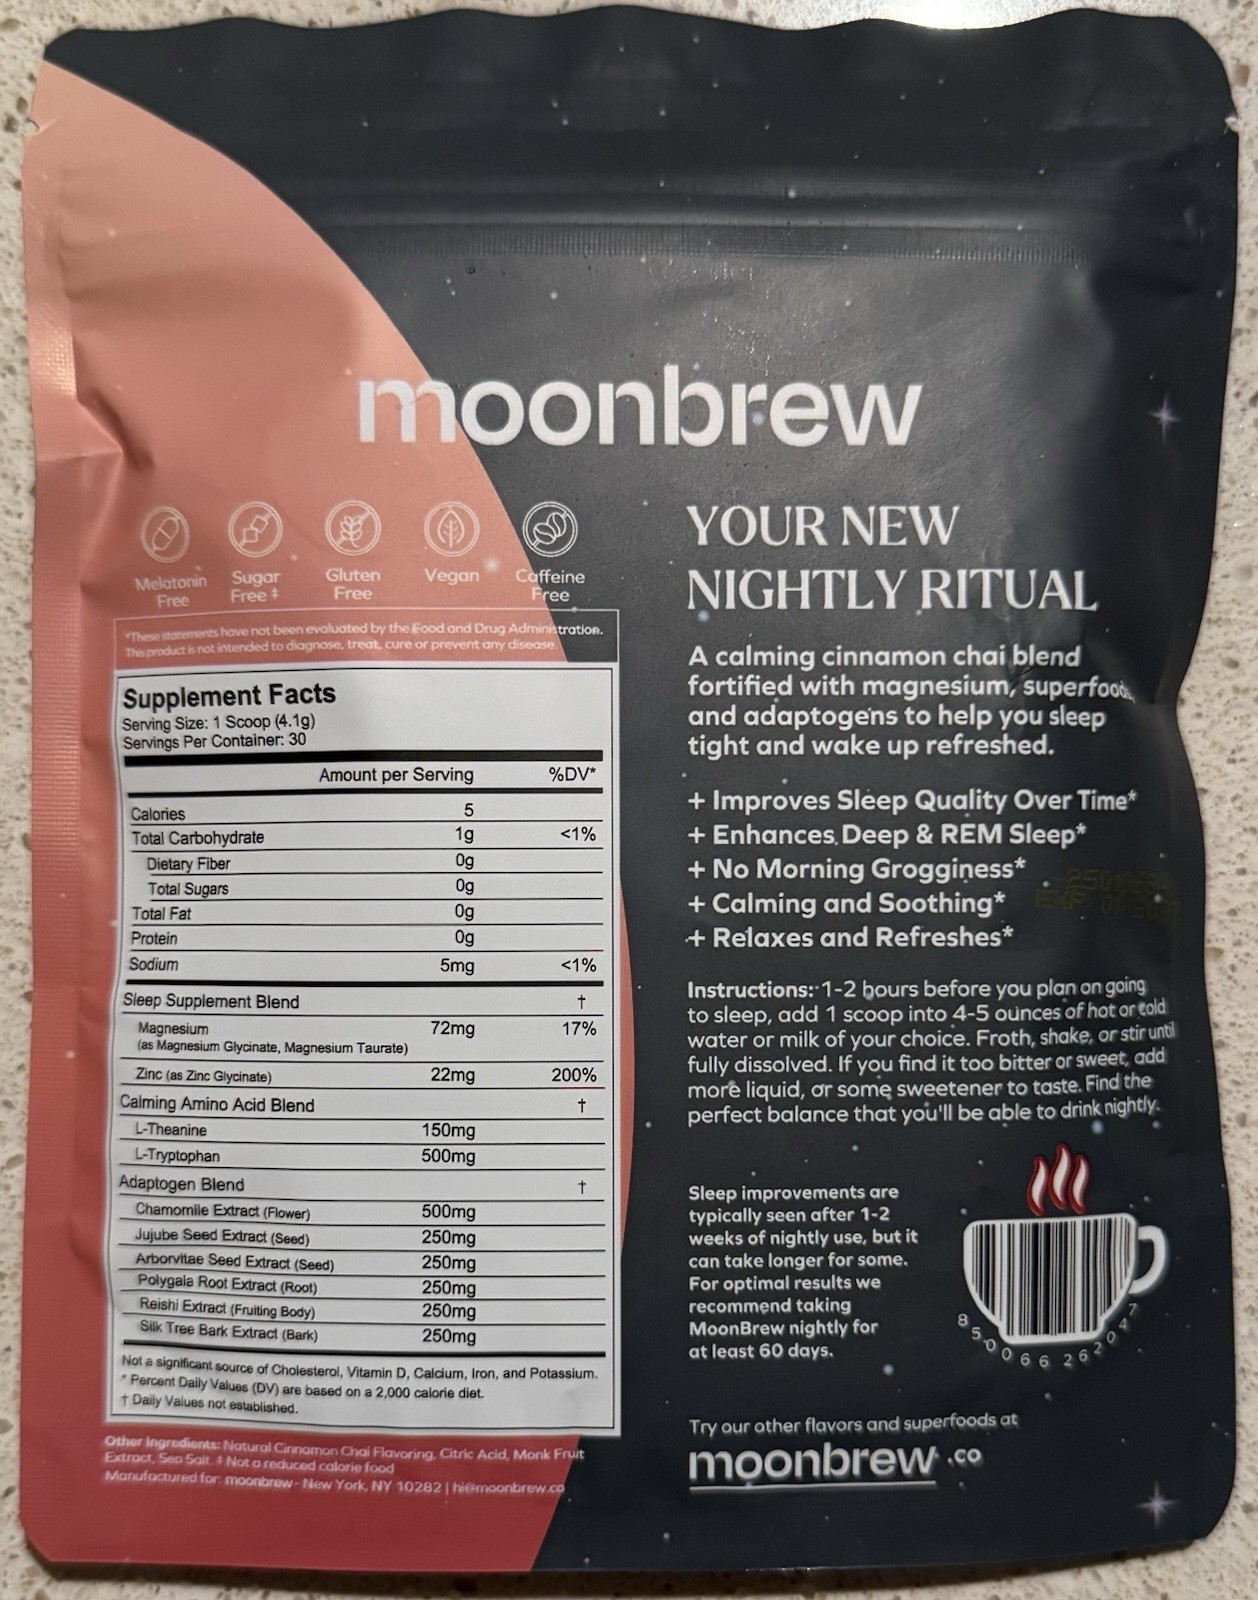 moonbrew
Melatonin
Free
Sugar
Free ‡
Gluten
Free
Vegan
Caffeine
Free
*These statements have not been evaluated by the Food and Drug Administration.
This product is not intended to diagnose, treat, cure or prevent any disease.
Supplement Facts
Serving Size: 1 Scoop (4.1g)
Servings Per Container: 30
Amount per Serving %DV*
Calories 5
Total Carbohydrate 1g <1%
Dietary Fiber 0g
Total Sugars 0g
Total Fat 0g
Protein 0g
Sodium 5mg <1%
Sleep Supplement Blend †
Magnesium 72mg 17%
(as Magnesium Glycinate, Magnesium Taurate)
Zinc (as Zinc Glycinate) 22mg 200%
Calming Amino Acid Blend †
L-Theanine 150mg
L-Tryptophan 500mg
Adaptogen Blend †
Chamomile Extract (Flower) 500mg
Jujube Seed Extract (Seed) 250mg
Arborvitae Seed Extract (Seed) 250mg
Polygala Root Extract (Root) 250mg
Reishi Extract (Fruiting Body) 250mg
Silk Tree Bark Extract (Bark) 250mg
Not a significant source of Cholesterol, Vitamin D, Calcium, Iron, and Potassium.
* Percent Daily Values (DV) are based on a 2,000 calorie diet.
† Daily Values not established.
Other Ingredients: Natural Cinnamon Chai Flavoring, Citric Acid, Monk Fruit
Extract, Sea Salt. ‡ Not a reduced calorie food
Manufactured for: moonbrew - New York, NY 10282 | hi@moonbrew.co
YOUR NEW
NIGHTLY RITUAL
A calming cinnamon chai blend
fortified with magnesium, superfoods,
and adaptogens to help you sleep
tight and wake up refreshed.
+ Improves Sleep Quality Over Time*
+ Enhances Deep & REM Sleep*
+ No Morning Grogginess*
+ Calming and Soothing*
+ Relaxes and Refreshes*
EXP
Instructions: 1-2 hours before you plan on going
to sleep, add 1 scoop into 4-5 ounces of hot or cold
water or milk of your choice. Froth, shake, or stir until
fully dissolved. If you find it too bitter or sweet, add
more liquid, or some sweetener to taste. Find the
perfect balance that you'll be able to drink nightly.
Sleep improvements are
typically seen after 1-2
weeks of nightly use, but it
can take longer for some.
For optimal results we
recommend taking
MoonBrew nightly for
at least 60 days.
850066262047
Try our other flavors and superfoods at
moonbrew.co